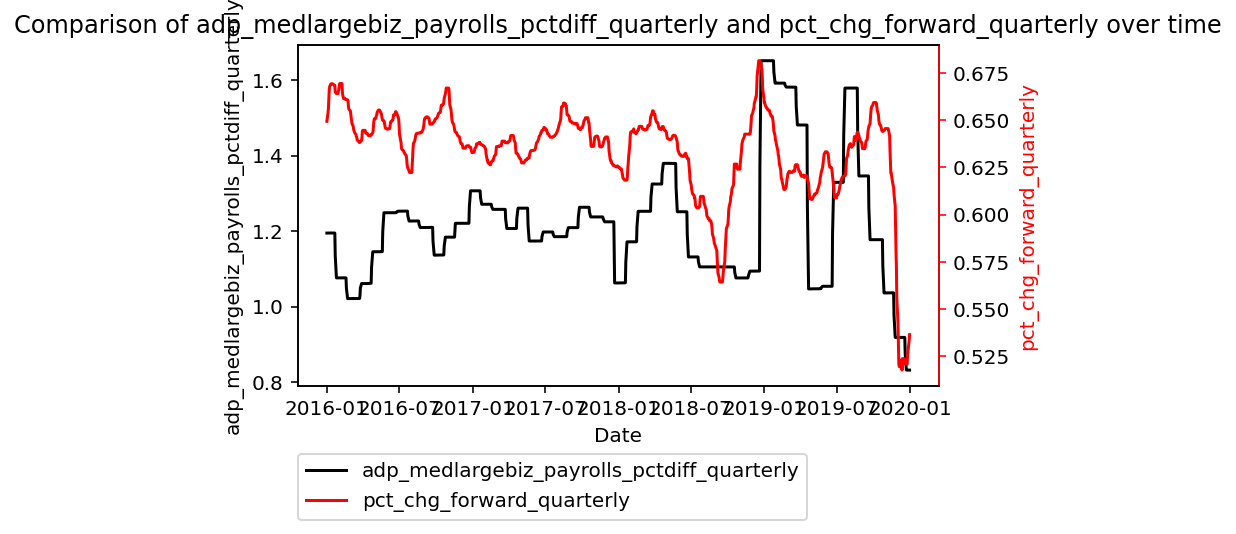 Comparison of adp_medlargebiz_payrolls_pctdiff_quarterly and pct_chg_forward_quarterly over time
adp_medlargebiz_payrolls_pctdiff_quarterly
1.6
1.4
1.2
1.0
0.8
0.675
0.650
0.625
0.600
0.575
0.550
0.525
pct_chg_forward_quarterly
2016-01 2016-07 2017-01 2017-07 2018-01 2018-07 2019-01 2019-07 2020-01
Date
adp_medlargebiz_payrolls_pctdiff_quarterly
pct_chg_forward_quarterly